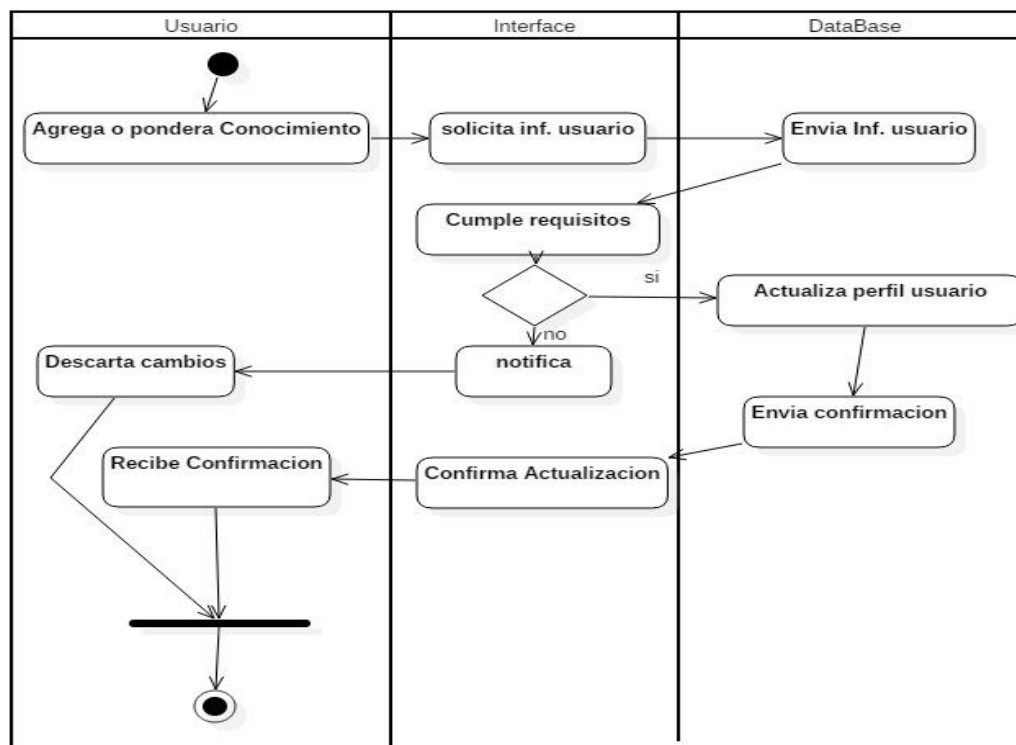 Usuario
Interface
DataBase
Agrega o pondera Conocimiento
solicita inf. usuario
Envia Inf. usuario
Cumple requisitos
si
Actualiza perfil usuario
no
Descarta cambios
notifica
Envia confirmacion
Recibe Confirmacion
Confirma Actualizacion